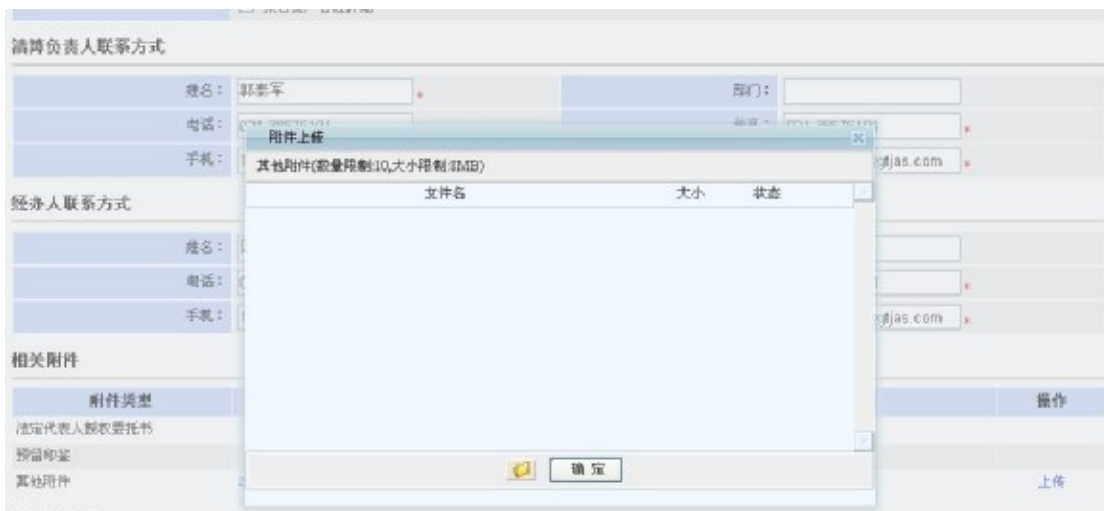 清算负责人联系方式
姓名： 郭素军 * 部门：
电话： *
手机： gtjas.com *
附件上传
其他附件(数量限制:10,大小限制:8MB)
文件名 大小 状态
经办人联系方式
姓名：
电话： *
手机： gtjas.com *
相关附件
附件类型 操作
法定代表人授权委托书
预留印鉴
其他附件 上传
确 定